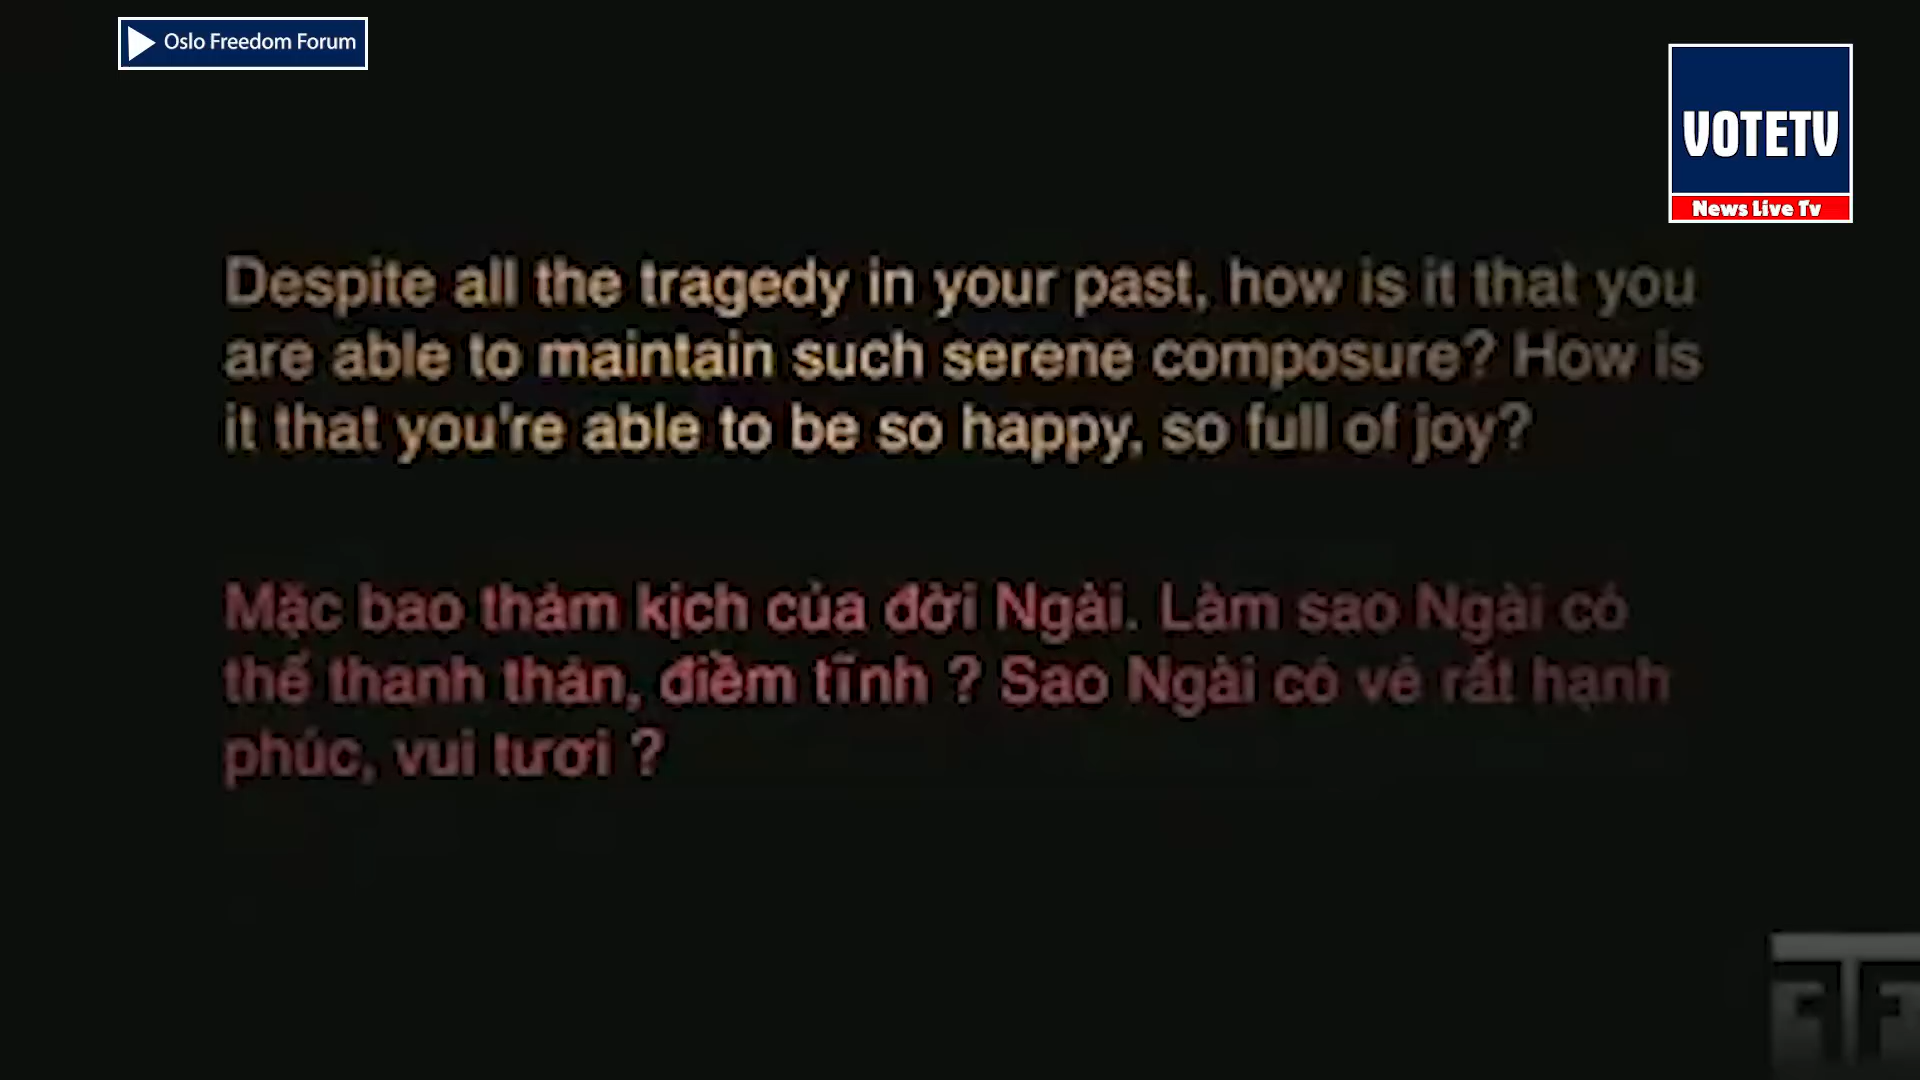 Oslo Freedom Forum
VOTETV
News Live Tv
Despite all the tragedy in your past, how is it that you
are able to maintain such serene composure? How is
it that you're able to be so happy, so full of joy?
Mặc bao thảm kịch của đời Ngài. Làm sao Ngài có
thể thanh thản, điềm tĩnh ? Sao Ngài có vẻ rất hạnh
phúc, vui tươi ?